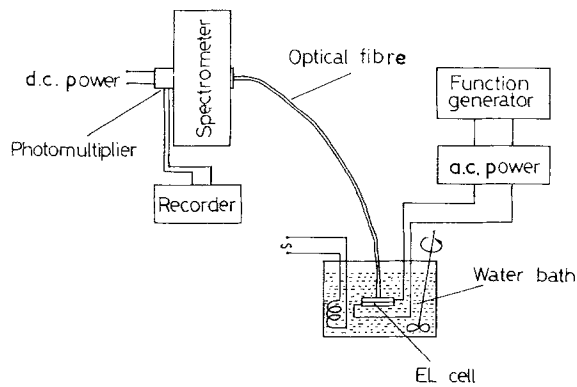 Spectrometer
Optical fibre
d.c. power
Photomultiplier
Recorder
Function
generator
a.c. power
S
Water bath
EL cell